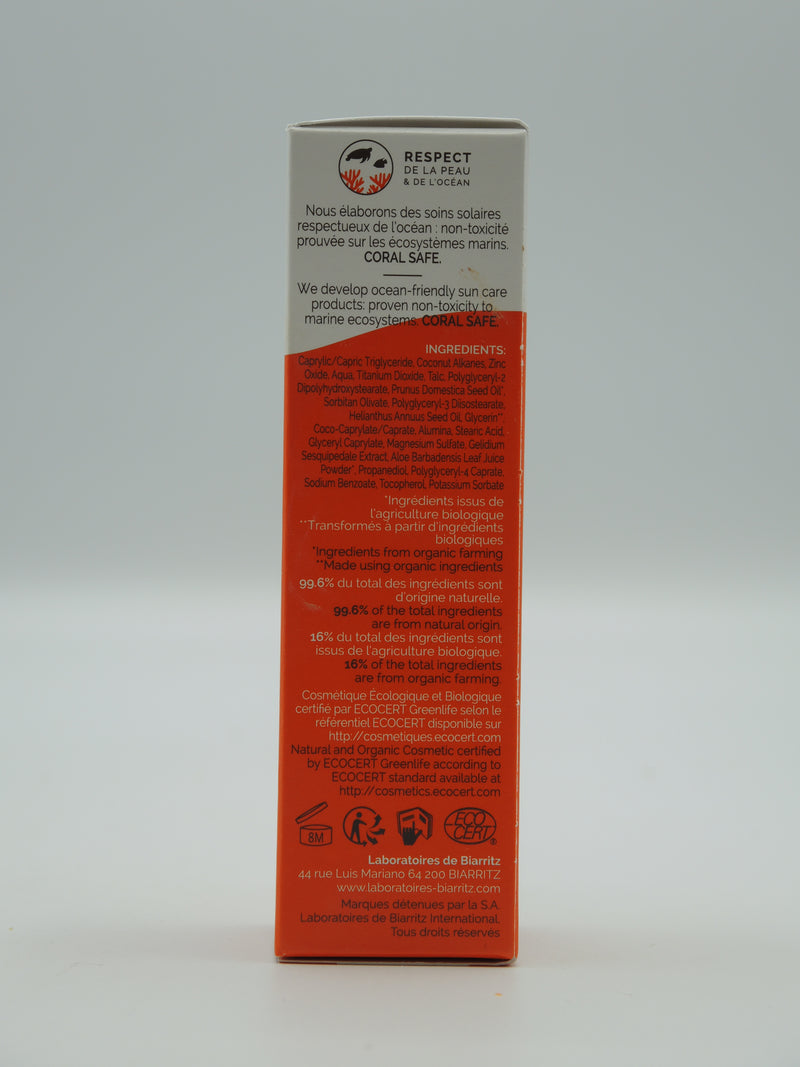 RESPECT
DE LA PEAU
& DE L'OCÉAN
Nous élaborons des soins solaires
respectueux de l'océan : non-toxicité
prouvée sur les écosystèmes marins.
CORAL SAFE.
We develop ocean-friendly sun care
products: proven non-toxicity to
marine ecosystems. CORAL SAFE.
INGREDIENTS:
Caprylic/Capric Triglyceride, Coconut Alkanes, Zinc
Oxide, Aqua, Titanium Dioxide, Talc, Polyglyceryl-2
Dipolyhydroxystearate, Prunus Domestica Seed Oil*,
Sorbitan Olivate, Polyglyceryl-3 Diisostearate,
Helianthus Annuus Seed Oil, Glycerin**,
Coco-Caprylate/Caprate, Alumina, Stearic Acid,
Glyceryl Caprylate, Magnesium Sulfate, Gelidium
Sesquipedale Extract, Aloe Barbadensis Leaf Juice
Powder*, Propanediol, Polyglyceryl-4 Caprate,
Sodium Benzoate, Tocopherol, Potassium Sorbate
*Ingrédients issus de
l'agriculture biologique
**Transformés à partir d'ingrédients
biologiques
*Ingredients from organic farming
**Made using organic ingredients
99.6% du total des ingrédients sont
d'origine naturelle.
99.6% of the total ingredients
are from natural origin.
16% du total des ingrédients sont
issus de l'agriculture biologique.
16% of the total ingredients
are from organic farming.
Cosmétique Écologique et Biologique
certifié par ECOCERT Greenlife selon le
référentiel ECOCERT disponible sur
http://cosmetiques.ecocert.com
Natural and Organic Cosmetic certified
by ECOCERT Greenlife according to
ECOCERT standard available at
http://cosmetics.ecocert.com
8M
ECO
CERT®
Laboratoires de Biarritz
44 rue Luis Mariano 64 200 BIARRITZ
www.laboratoires-biarritz.com
Marques détenues par la S.A.
Laboratoires de Biarritz International.
Tous droits réservés